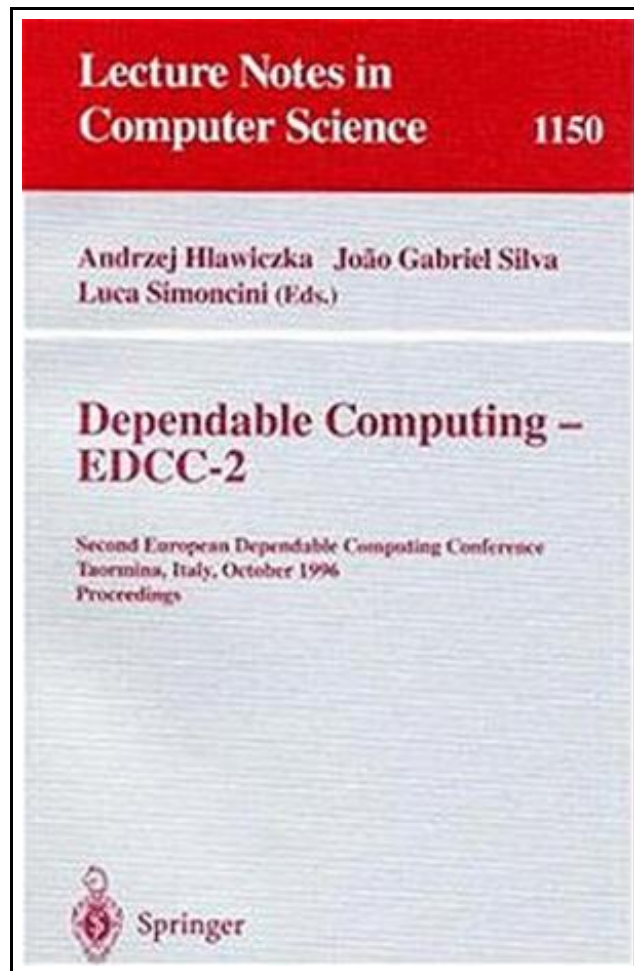 Lecture Notes in
Computer Science 1150
Andrzej Hlawiczka João Gabriel Silva
Luca Simoncini (Eds.)
Dependable Computing –
EDCC-2
Second European Dependable Computing Conference
Taormina, Italy, October 1996
Proceedings
Springer